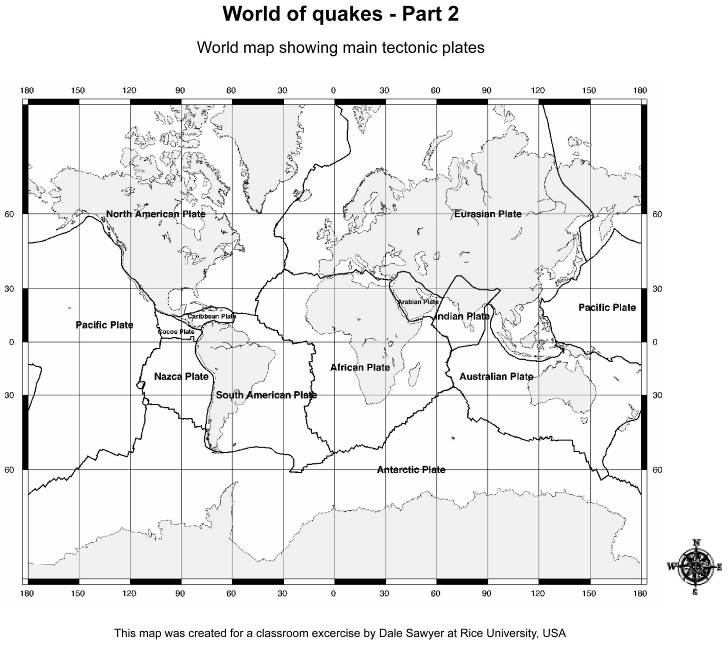 World of quakes - Part 2
World map showing main tectonic plates
180 150 120 90 60 30 0 30 60 90 120 150 180
60 North American Plate Eurasian Plate 60
30 30
Arabian Plate
Pacific Plate
Caribbean Plate Indian Plate
Pacific Plate
Cocos Plate
0 0
African Plate
Nazca Plate Australian Plate
30 South American Plate 30
60 Antarctic Plate 60
N
W E
S
180 150 120 90 60 30 0 30 60 90 120 150 180
This map was created for a classroom excercise by Dale Sawyer at Rice University, USA